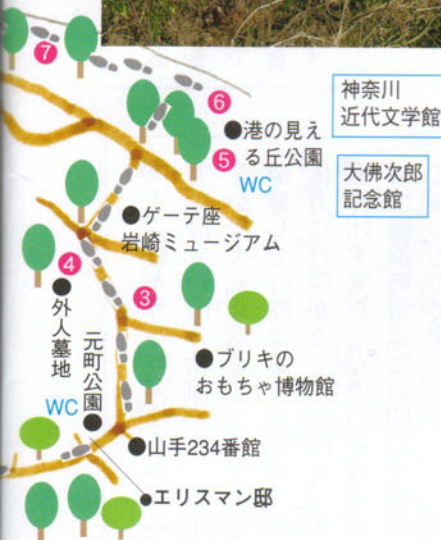 7
6
神奈川
近代文学館
●港の見え
る丘公園
5
WC
大佛次郎
記念館
●ゲーテ座
岩崎ミュージアム
4
外人墓地
3
元町公園
WC
●ブリキの
おもちゃ博物館
●山手234番館
●エリスマン邸